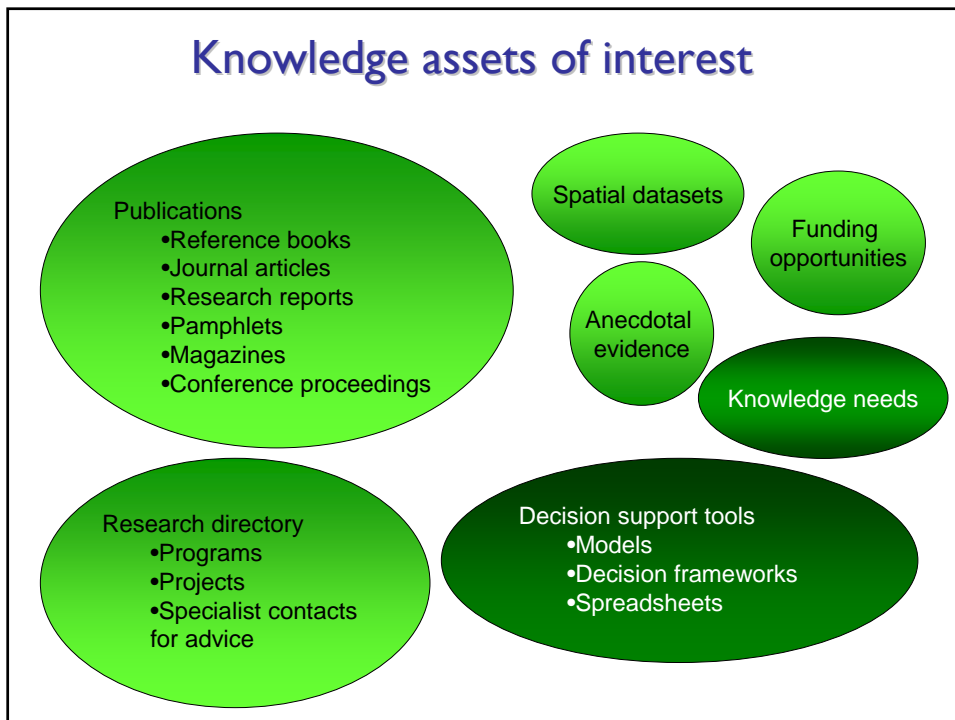 Knowledge assets of interest
Publications
•Reference books
•Journal articles
•Research reports
•Pamphlets
•Magazines
•Conference proceedings
Spatial datasets
Funding
opportunities
Anecdotal
evidence
Knowledge needs
Research directory
•Programs
•Projects
•Specialist contacts
for advice
Decision support tools
•Models
•Decision frameworks
•Spreadsheets